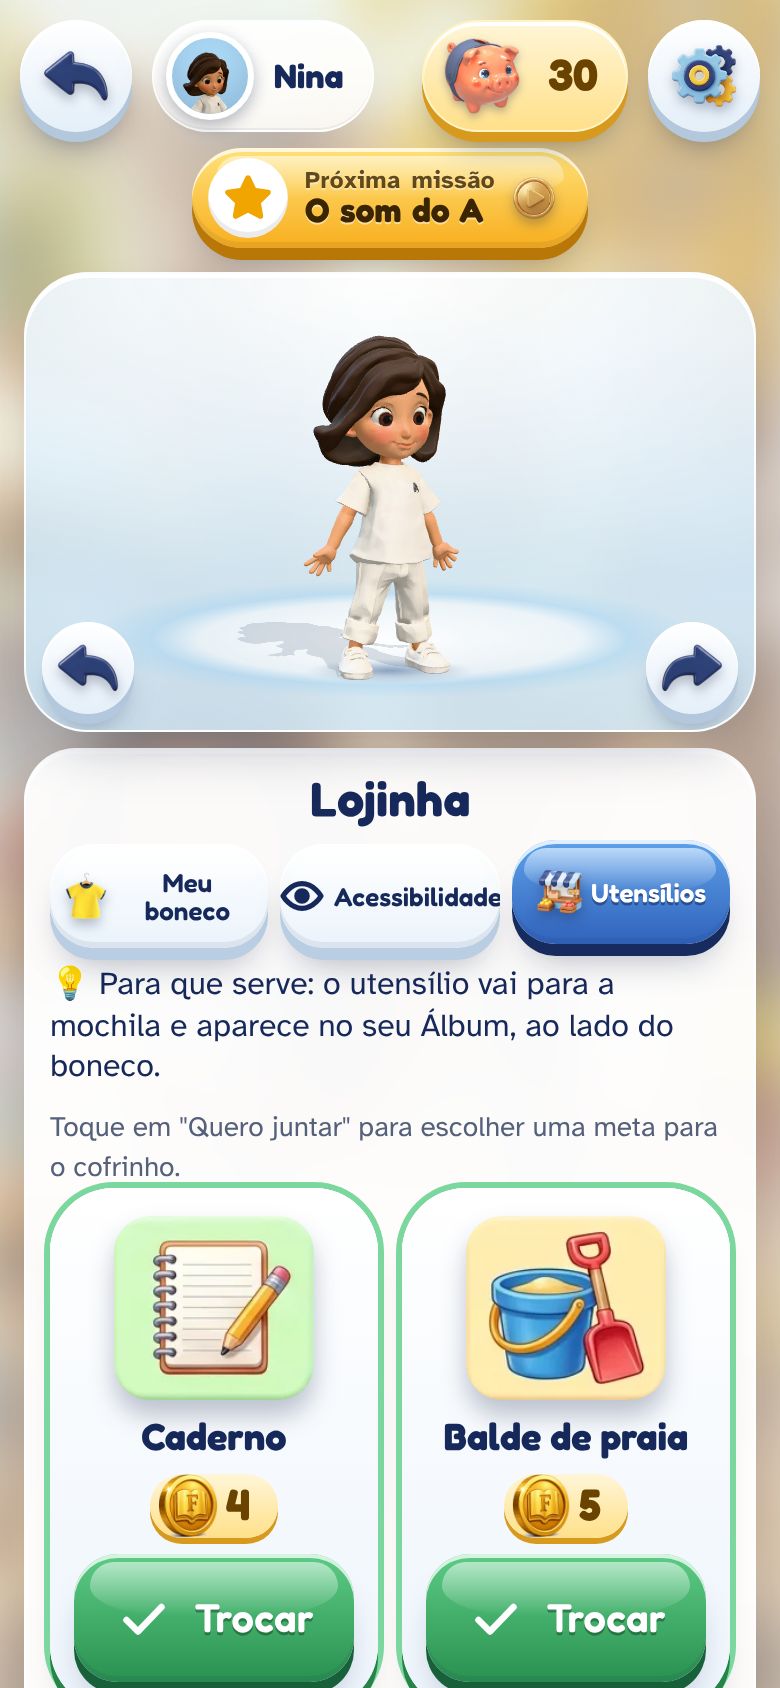 Nina
30
Próxima missão
O som do A
Lojinha
Meu
boneco
Acessibilidade
Utensílios
💡 Para que serve: o utensílio vai para a
mochila e aparece no seu Álbum, ao lado do
boneco.
Toque em "Quero juntar" para escolher uma meta para
o cofrinho.
Caderno
Balde de praia
F 4
F 5
Trocar
Trocar